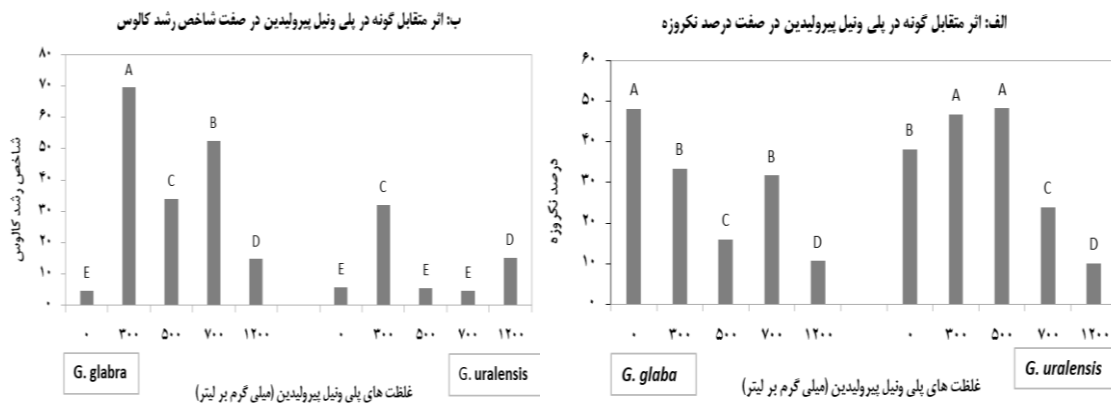 الف: اثر متقابل گونه در پلی ونیل پیرولیدین در صفت درصد نکروزه
درصد نکروزه
۶۰
۵۰
۴۰
۳۰
۲۰
۱۰
۰
A B C B D B A A C D
۰ ۳۰۰ ۵۰۰ ۷۰۰ ۱۲۰۰ ۰ ۳۰۰ ۵۰۰ ۷۰۰ ۱۲۰۰
G. glaba G. uralensis
غلظت های پلی ونیل پیرولیدین (میلی گرم بر لیتر)
ب: اثر متقابل گونه در پلی ونیل پیرولیدین در صفت شاخص رشد کالوس
شاخص رشد کالوس
۸۰
۷۰
۶۰
۵۰
۴۰
۳۰
۲۰
۱۰
۰
E A C B D E C E E D
۰ ۳۰۰ ۵۰۰ ۷۰۰ ۱۲۰۰ ۰ ۳۰۰ ۵۰۰ ۷۰۰ ۱۲۰۰
G. glabra G. uralensis
غلظت های پلی ونیل پیرولیدین (میلی گرم بر لیتر)